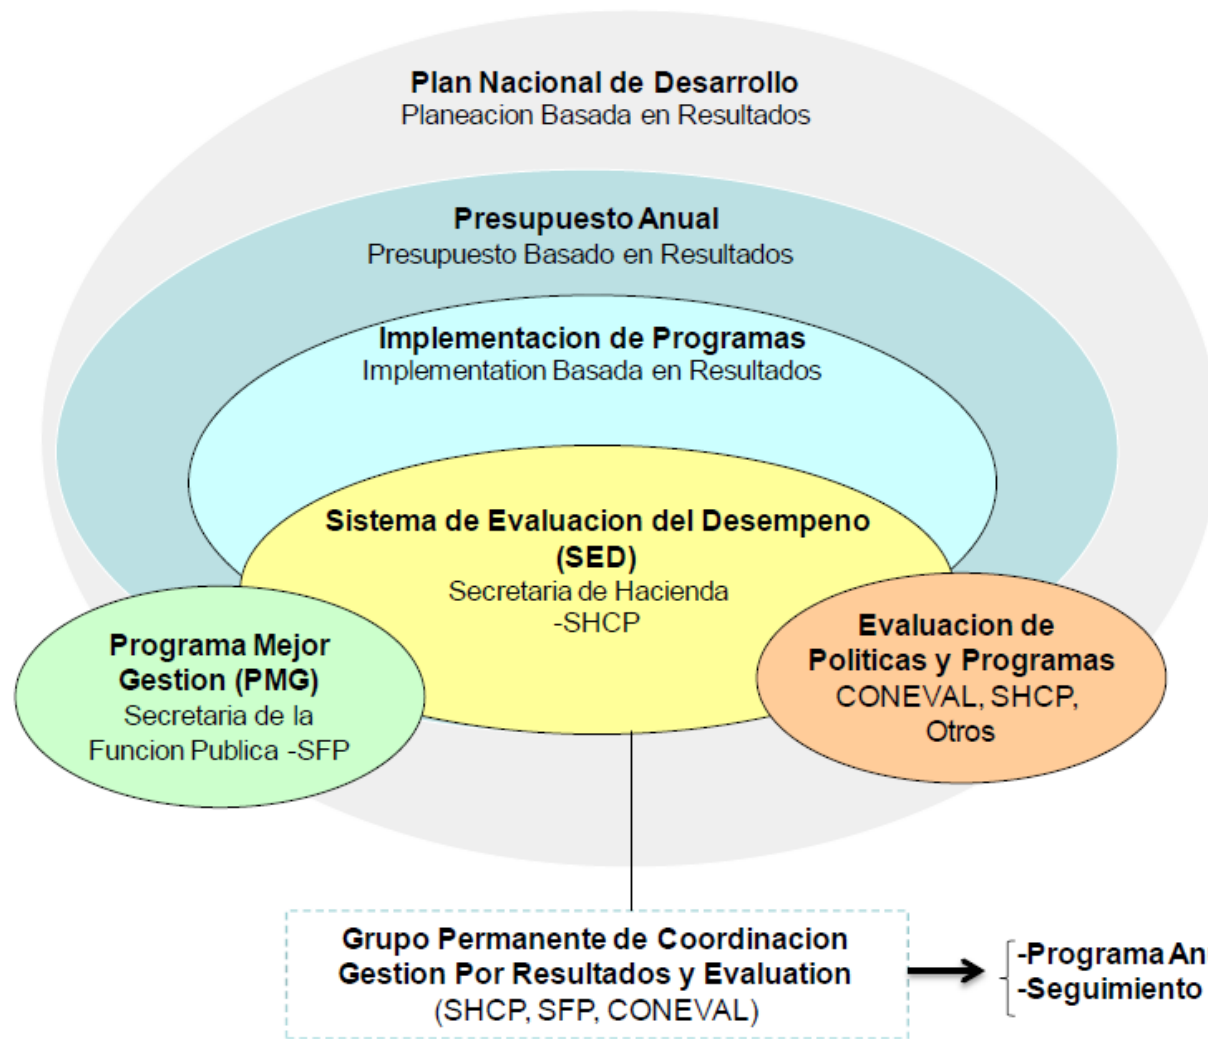 Plan Nacional de Desarrollo
Planeacion Basada en Resultados
Presupuesto Anual
Presupuesto Basado en Resultados
Implementacion de Programas
Implementation Basada en Resultados
Sistema de Evaluacion del Desempeno
(SED)
Secretaria de Hacienda
-SHCP
Programa Mejor
Gestion (PMG)
Secretaria de la
Funcion Publica -SFP
Evaluacion de
Politicas y Programas
CONEVAL, SHCP,
Otros
Grupo Permanente de Coordinacion
Gestion Por Resultados y Evaluation
(SHCP, SFP, CONEVAL)
-Programa An
-Seguimiento